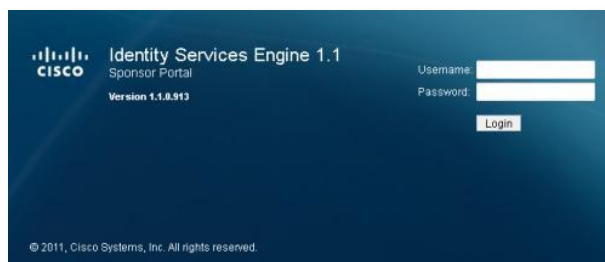 CISCO
Identity Services Engine 1.1
Sponsor Portal
Version 1.1.0.913
Username:
Password:
Login
© 2011, Cisco Systems, Inc. All rights reserved.